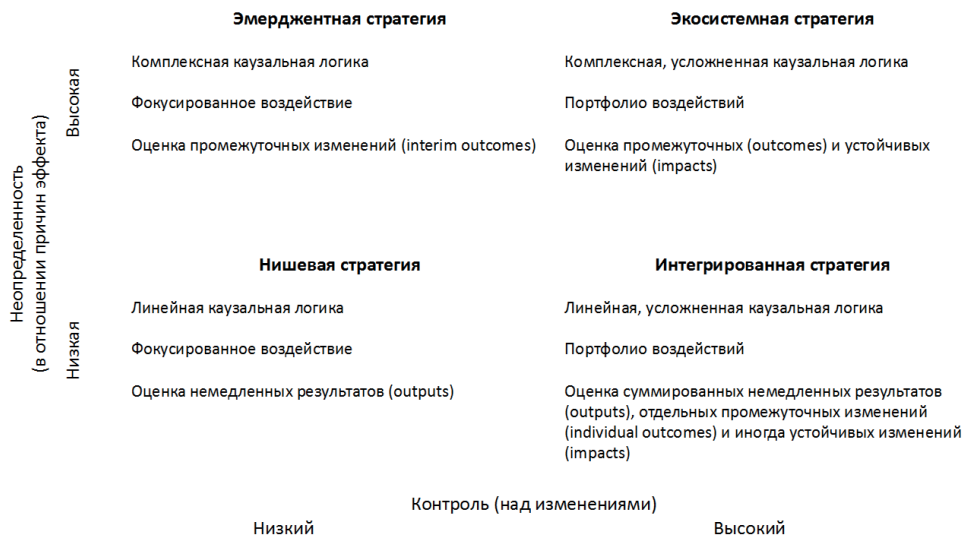 Эмерджентная стратегия
Комплексная каузальная логика
Фокусированное воздействие
Оценка промежуточных изменений (interim outcomes)
Экосистемная стратегия
Комплексная, усложненная каузальная логика
Портфолио воздействий
Оценка промежуточных (outcomes) и устойчивых
изменений (impacts)
Неопределенность
(в отношении причин эффекта)
Высокая
Низкая
Нишевая стратегия
Линейная каузальная логика
Фокусированное воздействие
Оценка немедленных результатов (outputs)
Интегрированная стратегия
Линейная, усложненная каузальная логика
Портфолио воздействий
Оценка суммированных немедленных результатов
(outputs), отдельных промежуточных изменений
(individual outcomes) и иногда устойчивых изменений
(impacts)
Контроль (над изменениями)
Низкий
Высокий